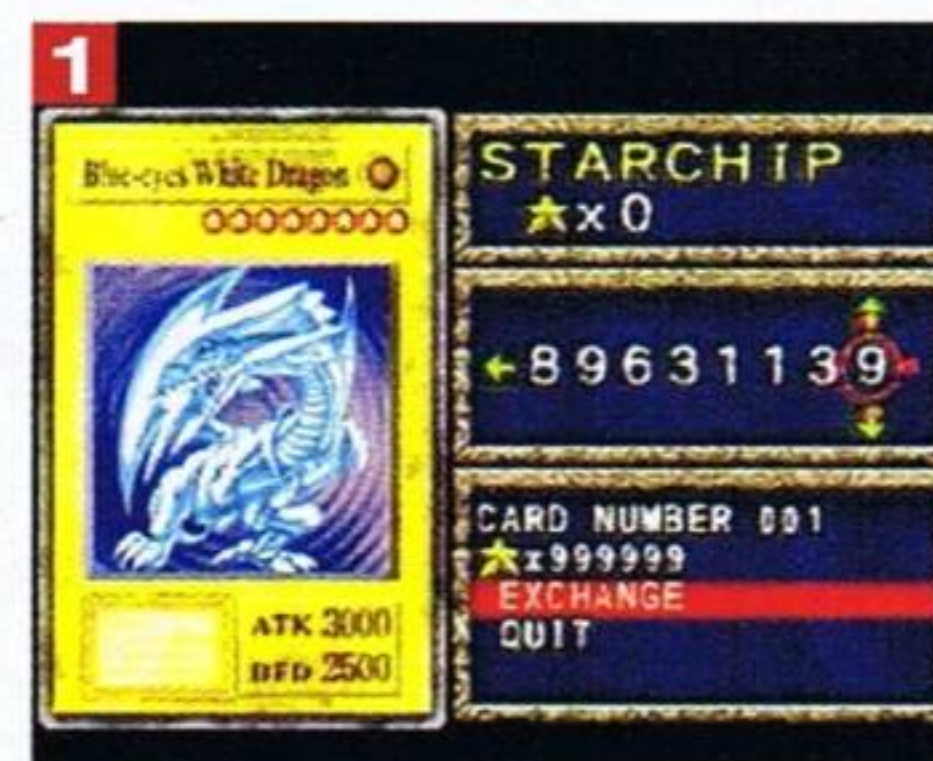 1
Blue-eyes White Dragon
STARCHIP
x0
89631139
CARD NUMBER 001
x999999
EXCHANGE
QUIT
ATK 3000
DFD 2500